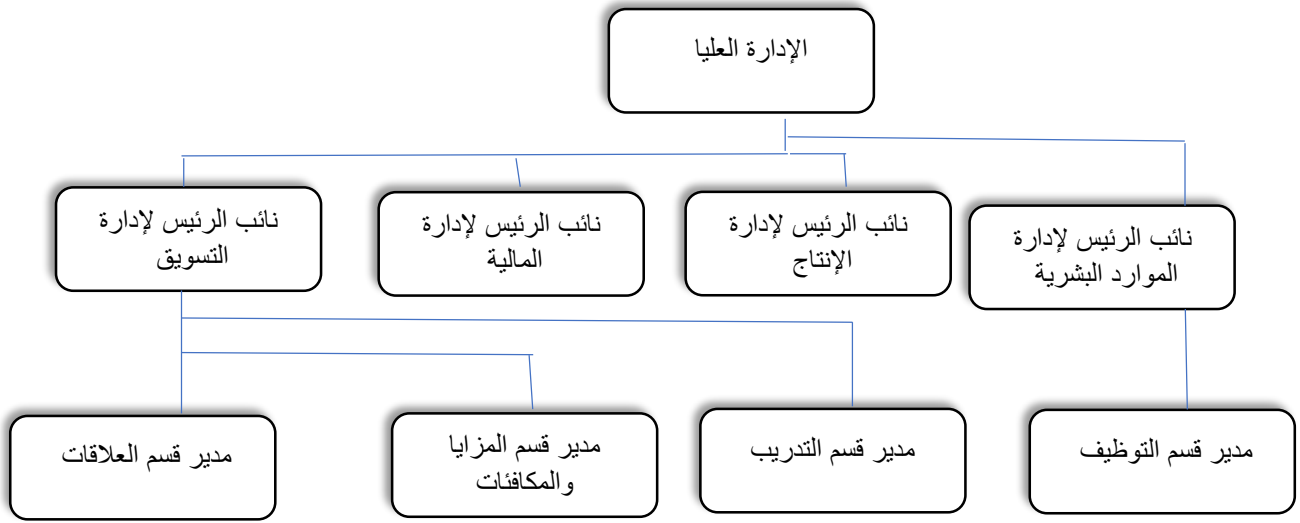 الإدارة العليا
نائب الرئيس لإدارة
الموارد البشرية
نائب الرئيس لإدارة
الإنتاج
نائب الرئيس لإدارة
المالية
نائب الرئيس لإدارة
التسويق
مدير قسم التوظيف
مدير قسم التدريب
مدير قسم المزايا
والمكافئات
مدير قسم العلاقات